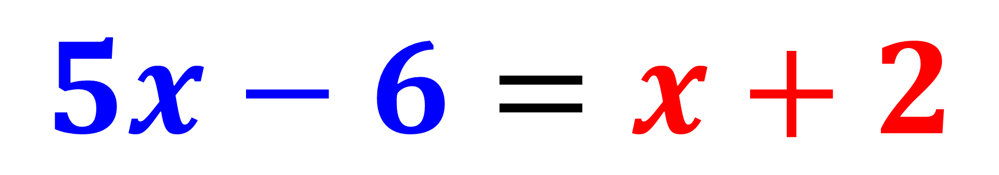 5x − 6 = x + 2